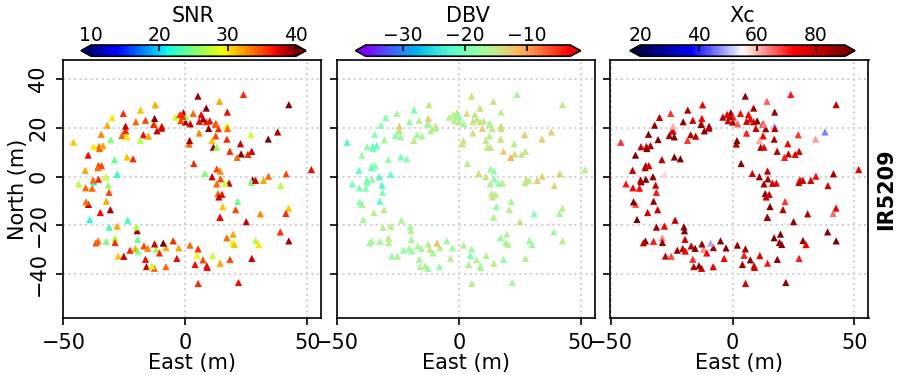 SNR DBV Xc
10 20 30 40 −30 −20 −10 20 40 60 80
40
20
0
−20
−40
North (m)
IR5209
−50 0 50 −50 0 50 −50 0 50
East (m) East (m) East (m)